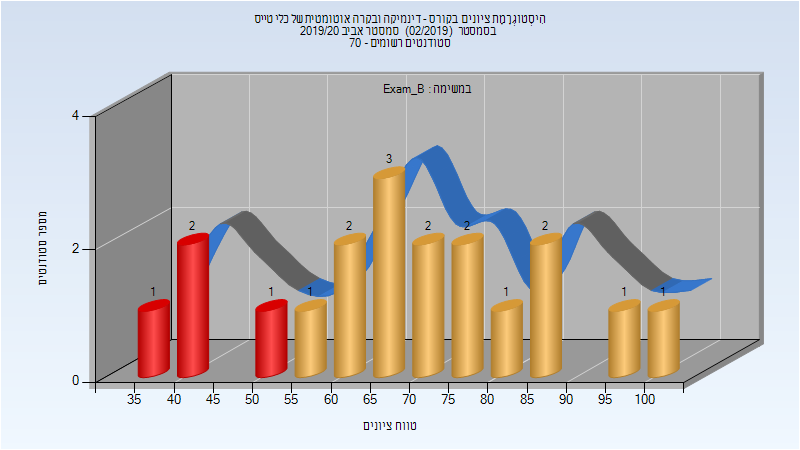 היסטוגרמת ציונים בקורס - דינמיקה ובקרה אוטומטית של כלי טייס
בסמסטר (02/2019) סמסטר אביב 2019/20
סטודנטים רשומים - 70
במשימה : Exam_B
מספר סטודנטים
4
2
0
1
2
1
1
2
3
2
2
1
2
1
1
35 40 45 50 55 60 65 70 75 80 85 90 95 100
טווח ציונים